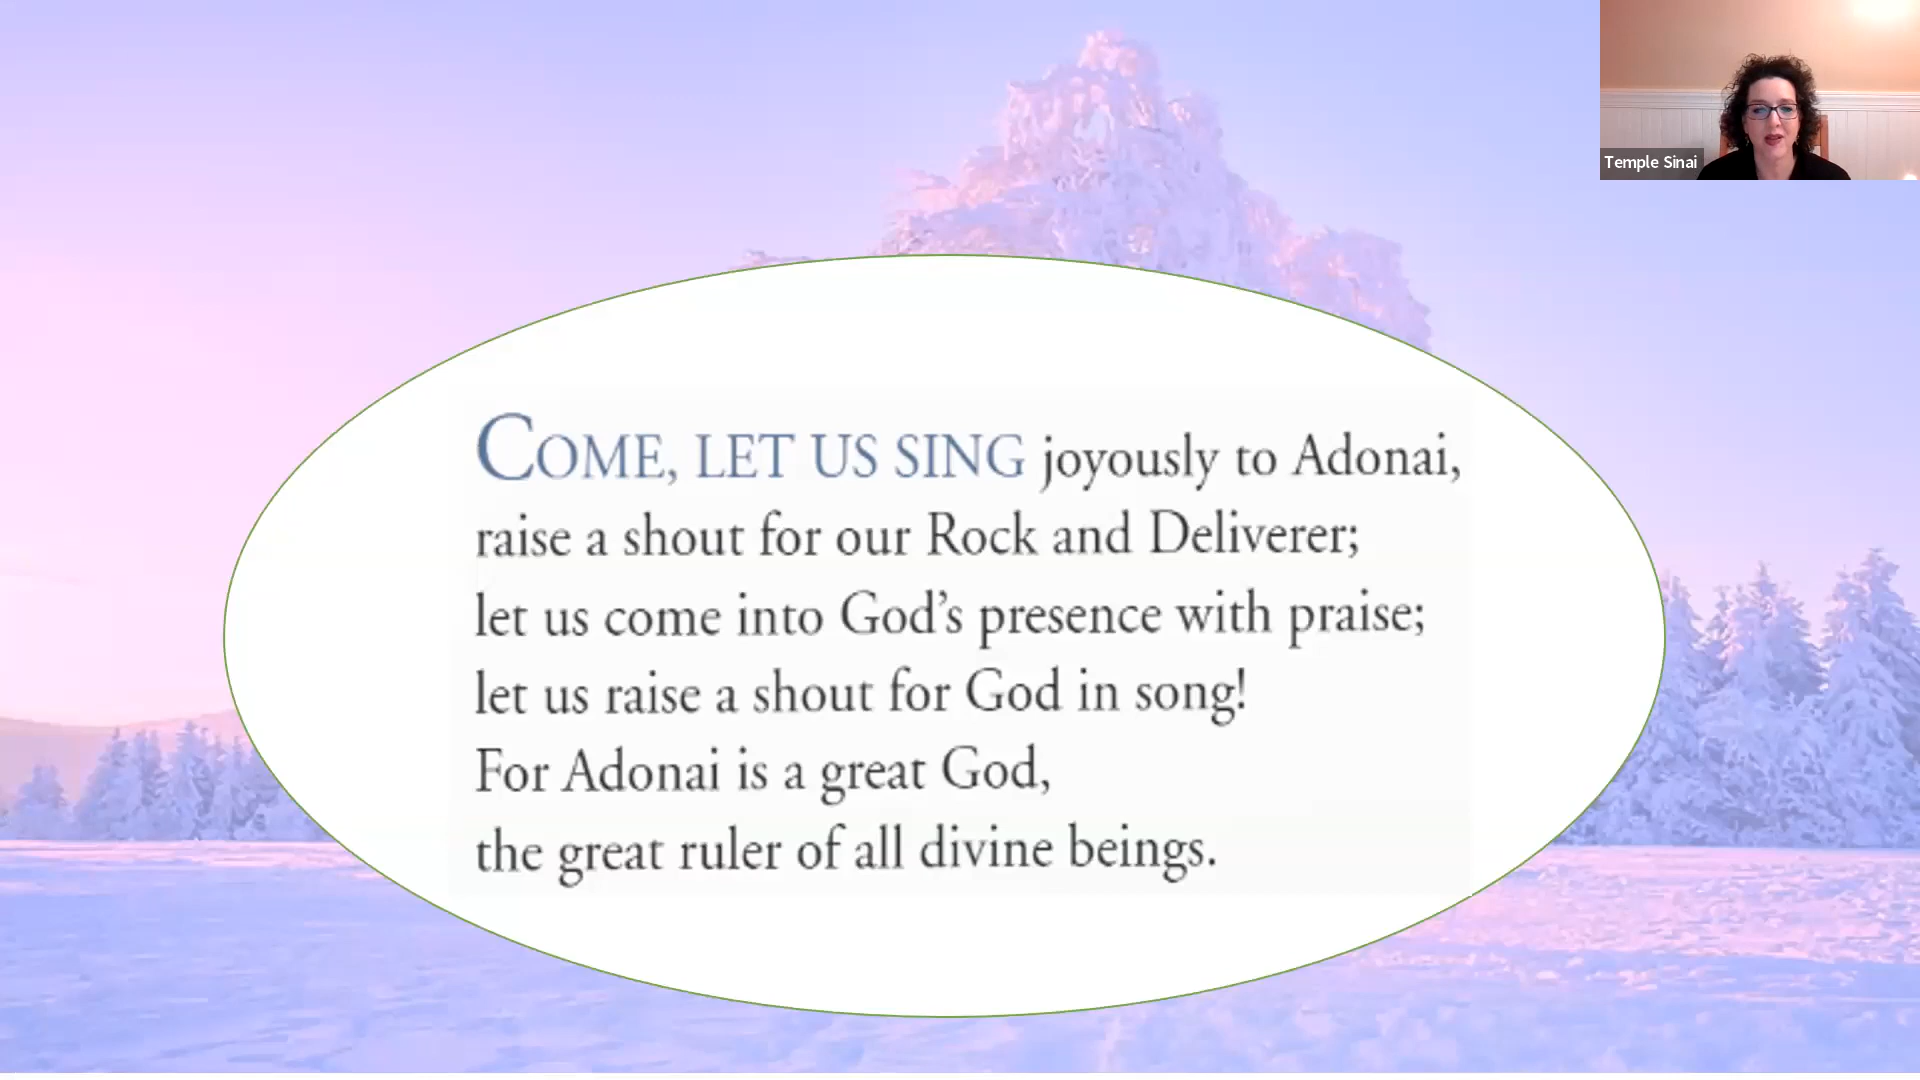 Temple Sinai
COME, LET US SING joyously to Adonai,
raise a shout for our Rock and Deliverer;
let us come into God’s presence with praise;
let us raise a shout for God in song!
For Adonai is a great God,
the great ruler of all divine beings.